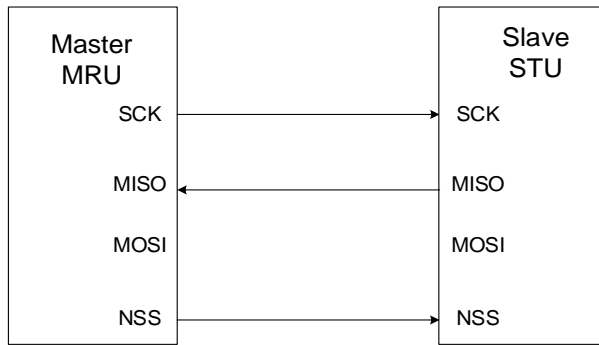 Master
MRU
SCK
MISO
MOSI
NSS
Slave
STU
SCK
MISO
MOSI
NSS